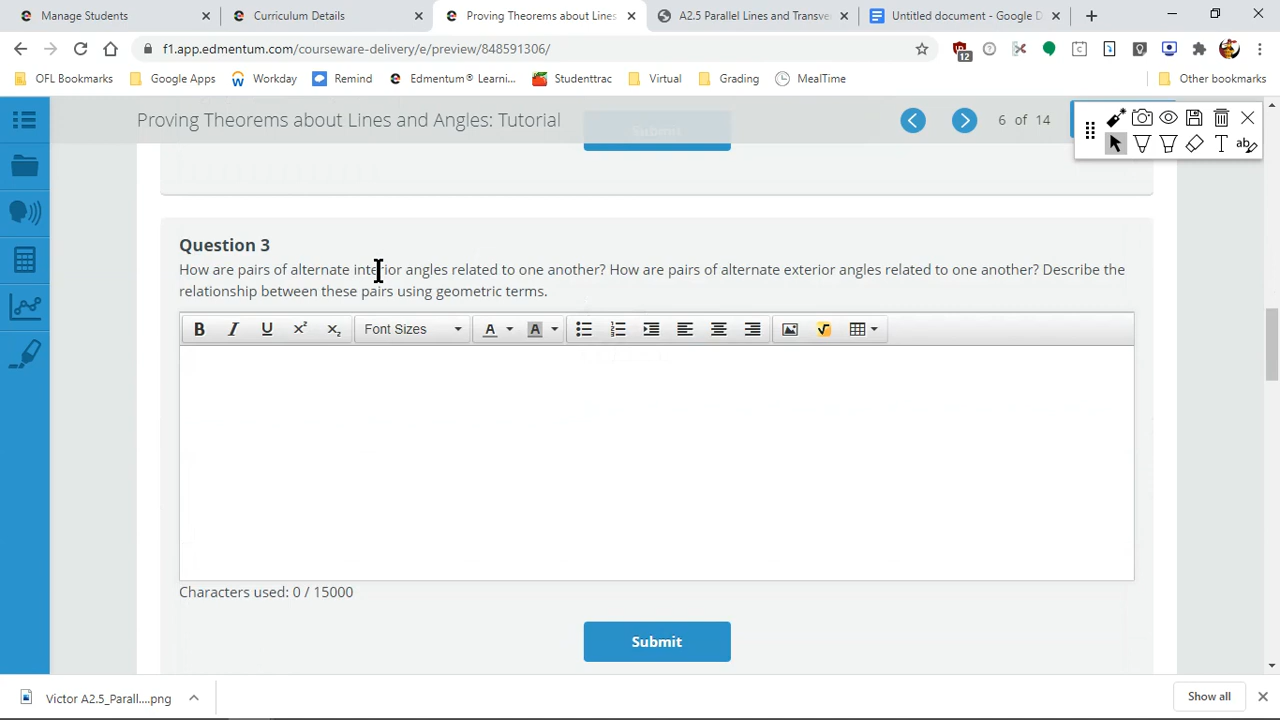 Manage Students
Curriculum Details
Proving Theorems about Lines
A2.5 Parallel Lines and Transve
Untitled document - Google D
f1.app.edmentum.com/courseware-delivery/e/preview/848591306/
12
OFL Bookmarks
Google Apps
Workday
Remind
Edmentum® Learni...
Studenttrac
Virtual
Grading
MealTime
Other bookmarks
Proving Theorems about Lines and Angles: Tutorial
Submit
6 of 14
Question 3
How are pairs of alternate interior angles related to one another? How are pairs of alternate exterior angles related to one another? Describe the
relationship between these pairs using geometric terms.
B I U x² x₂ Font Sizes A A
Characters used: 0 / 15000
Submit
Victor A2.5_Parall....png
Show all